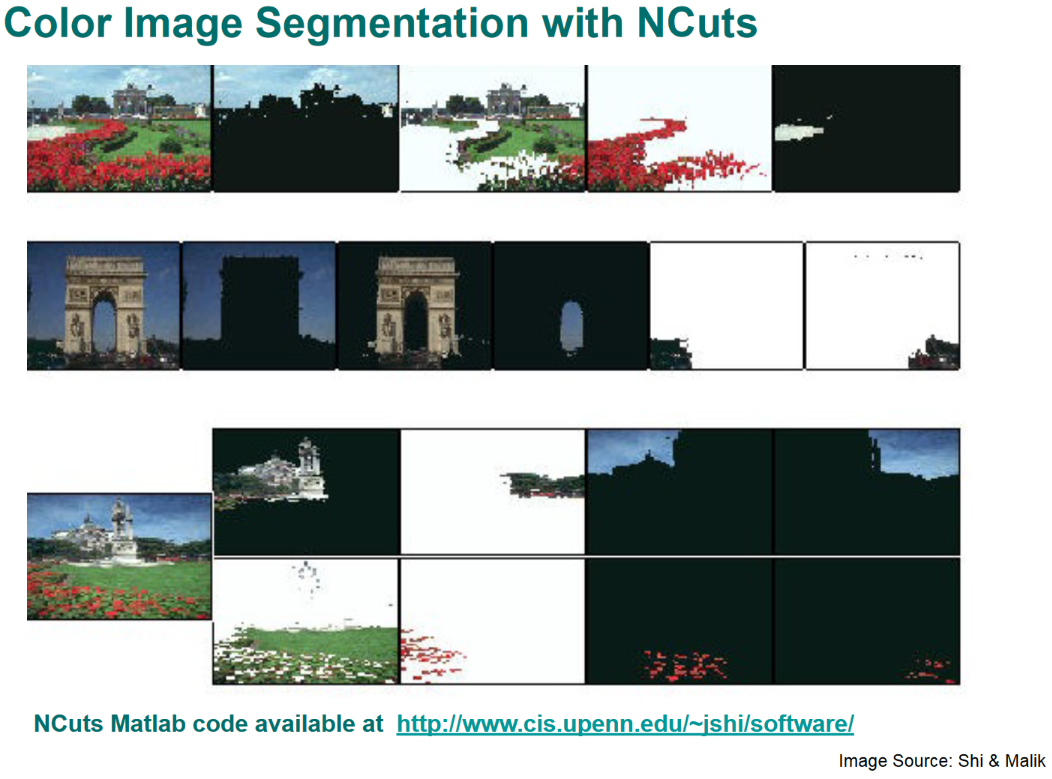 Color Image Segmentation with NCuts
NCuts Matlab code available at http://www.cis.upenn.edu/~jshi/software/
Image Source: Shi & Malik